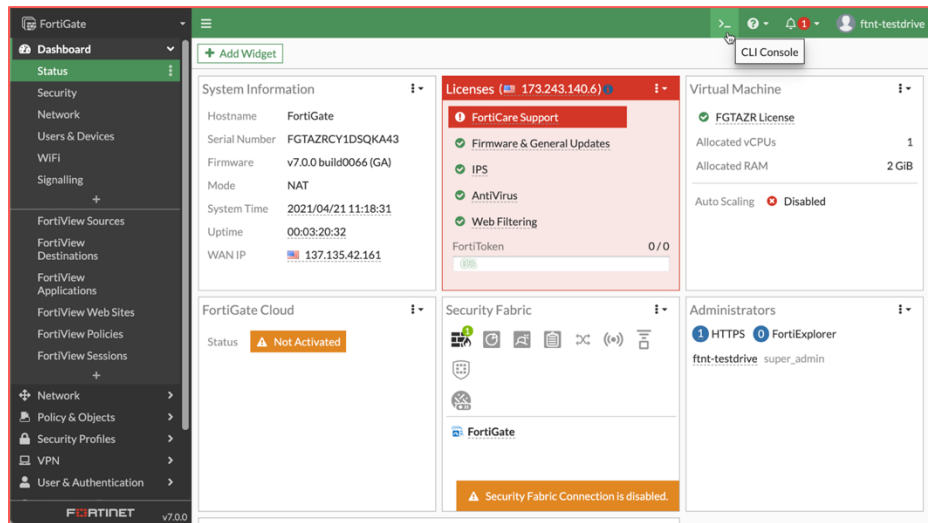 FortiGate
Dashboard
Status
Security
Network
Users & Devices
WiFi
Signalling
+
FortiView Sources
FortiView
Destinations
FortiView
Applications
FortiView Web Sites
FortiView Policies
FortiView Sessions
+
Network
Policy & Objects
Security Profiles
VPN
User & Authentication
FORTINET v7.0.0
>_ ? 1 ftnt-testdrive
CLI Console
+ Add Widget
System Information
Hostname FortiGate
Serial Number FGTAZRCY1DSQKA43
Firmware v7.0.0 build0066 (GA)
Mode NAT
System Time 2021/04/21 11:18:31
Uptime 00:03:20:32
WAN IP 137.135.42.161
Licenses (173.243.140.6)
FortiCare Support
Firmware & General Updates
IPS
AntiVirus
Web Filtering
FortiToken 0/0
0%
Virtual Machine
FGTAZR License
Allocated vCPUs 1
Allocated RAM 2 GiB
Auto Scaling Disabled
FortiGate Cloud
Status Not Activated
Security Fabric
1
FortiGate
Security Fabric Connection is disabled.
Administrators
1 HTTPS 0 FortiExplorer
ftnt-testdrive super_admin